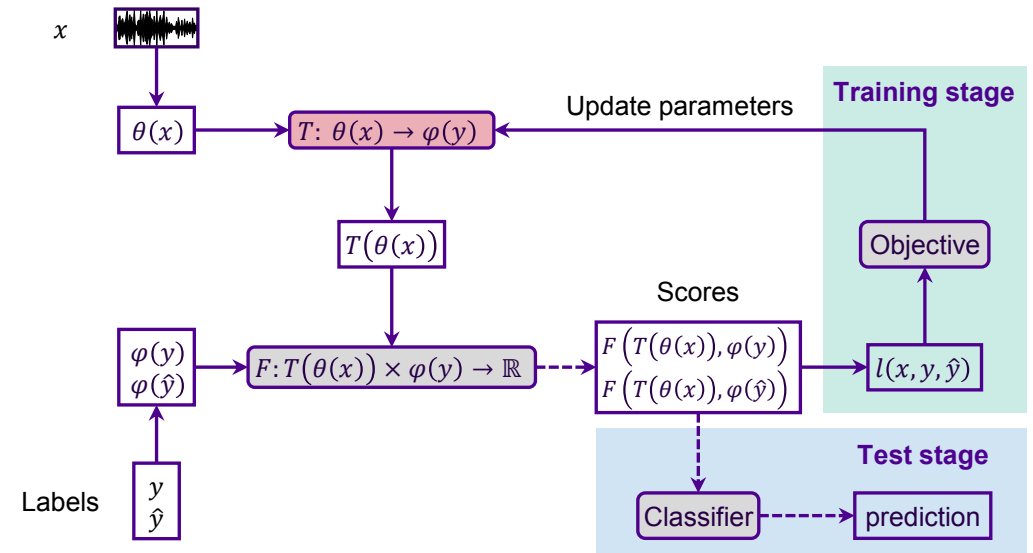 x
Training stage
Update parameters
θ(x)
T: θ(x) → φ(y)
T(θ(x))
Objective
Scores
φ(y)
φ(ŷ)
F: T(θ(x)) × φ(y) → ℝ
F(T(θ(x)), φ(y))
F(T(θ(x)), φ(ŷ))
l(x, y, ŷ)
Test stage
Labels
y
ŷ
Classifier
prediction